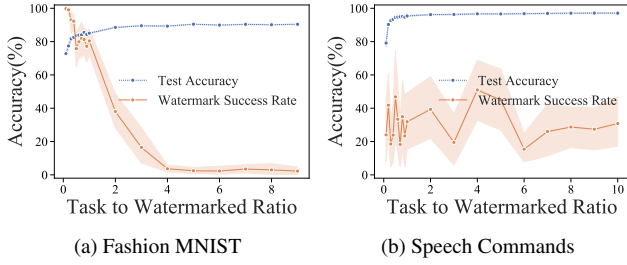 100
80
60
40
20
0
Accuracy(%)
Test Accuracy
Watermark Success Rate
0 2 4 6 8
Task to Watermarked Ratio
(a) Fashion MNIST
100
80
60
40
20
0
Accuracy(%)
Test Accuracy
Watermark Success Rate
0 2 4 6 8 10
Task to Watermarked Ratio
(b) Speech Commands